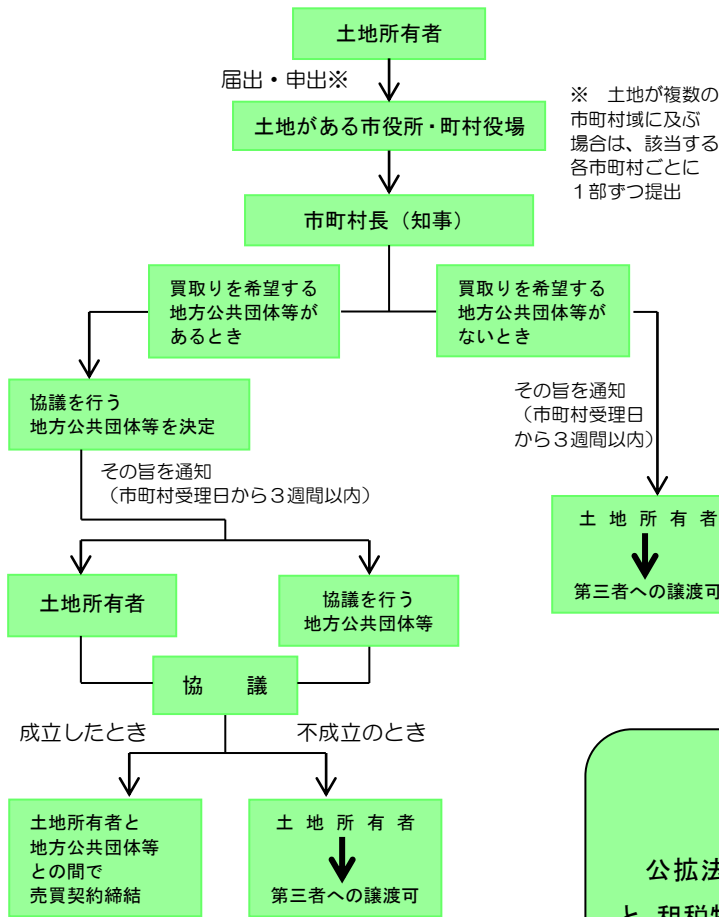 土地所有者
届出・申出※
※　土地が複数の
市町村域に及ぶ
場合は、該当する
各市町村ごとに
１部ずつ提出
土地がある市役所・町村役場
市町村長（知事）
買取りを希望する
地方公共団体等が
あるとき
買取りを希望する
地方公共団体等が
ないとき
協議を行う
地方公共団体等を決定
その旨を通知
（市町村受理日
から３週間以内）
その旨を通知
（市町村受理日から３週間以内）
土　地　所　有　者
第三者への譲渡可
土地所有者
協議を行う
地方公共団体等
協　　議
成立したとき
不成立のとき
土地所有者と
地方公共団体等
との間で
売買契約締結
土　地　所　有　者
第三者への譲渡可
公拡法
と 租税